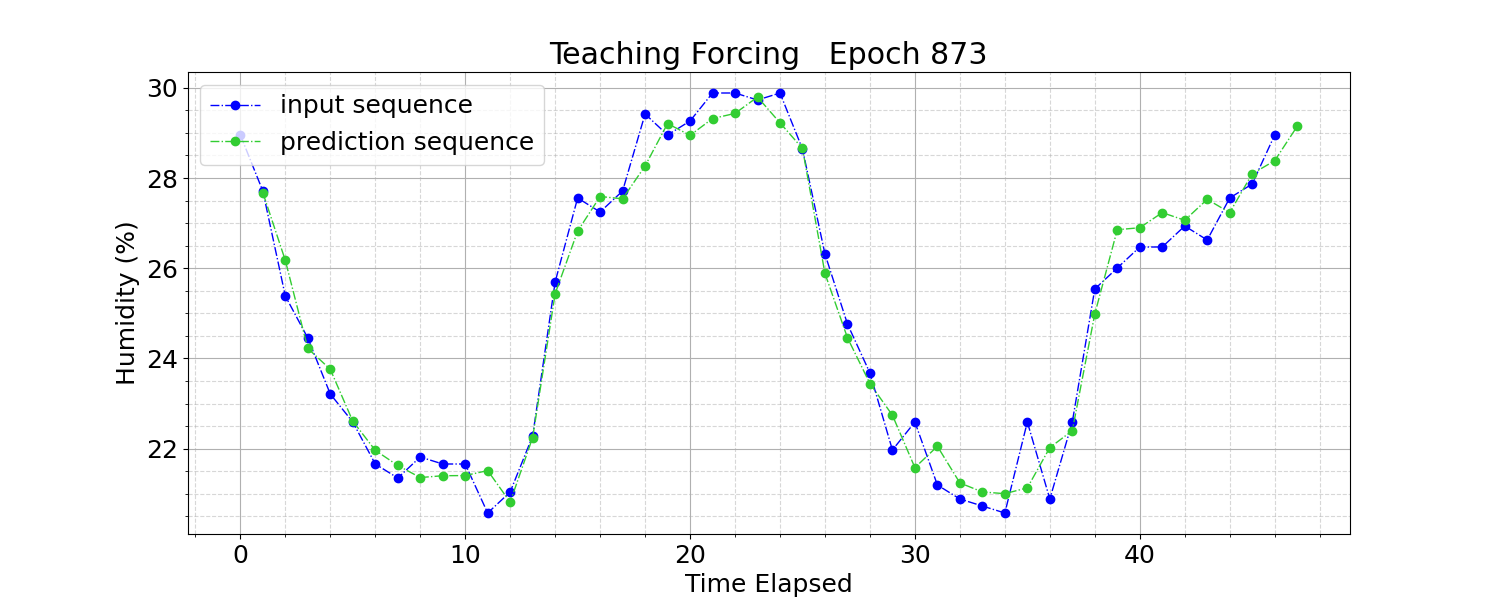 Teaching Forcing   Epoch 873
input sequence
prediction sequence
Humidity (%)
30
28
26
24
22
0 10 20 30 40
Time Elapsed